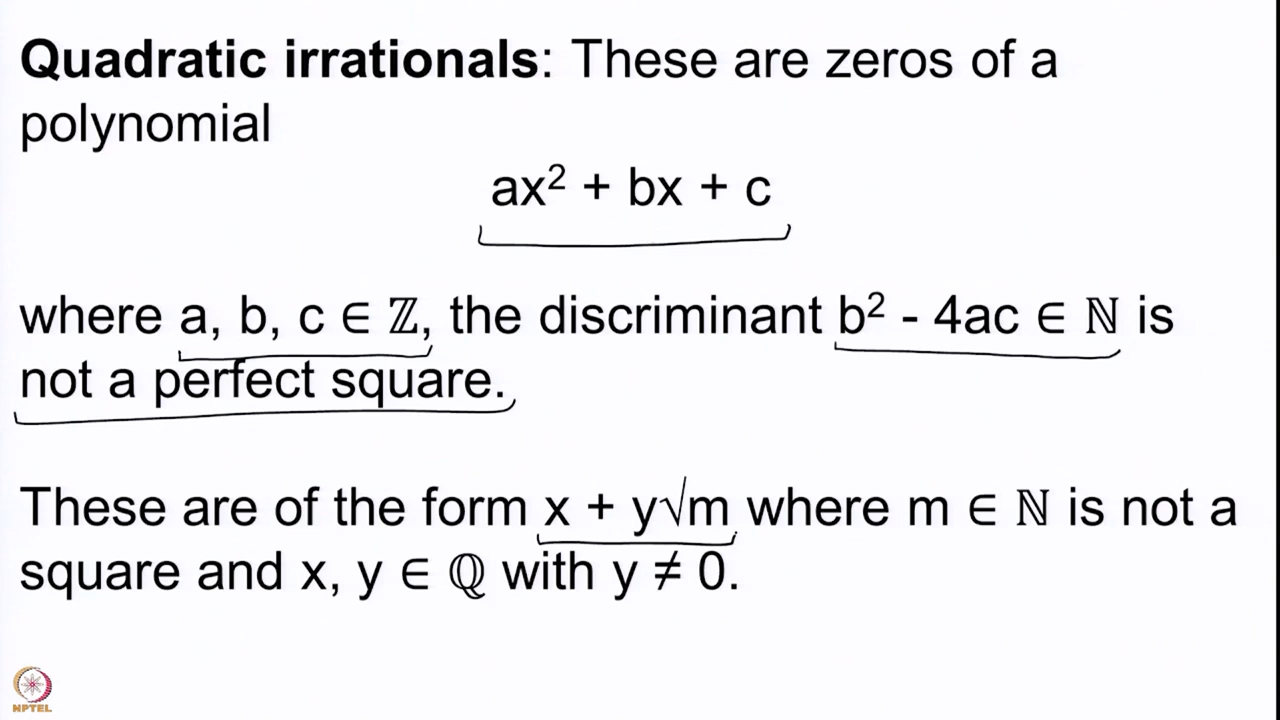 Quadratic irrationals: These are zeros of a
polynomial
ax² + bx + c
where a, b, c ∈ ℤ, the discriminant b² - 4ac ∈ ℕ is
not a perfect square.
These are of the form x + y√m where m ∈ ℕ is not a
square and x, y ∈ ℚ with y ≠ 0.
NPTEL